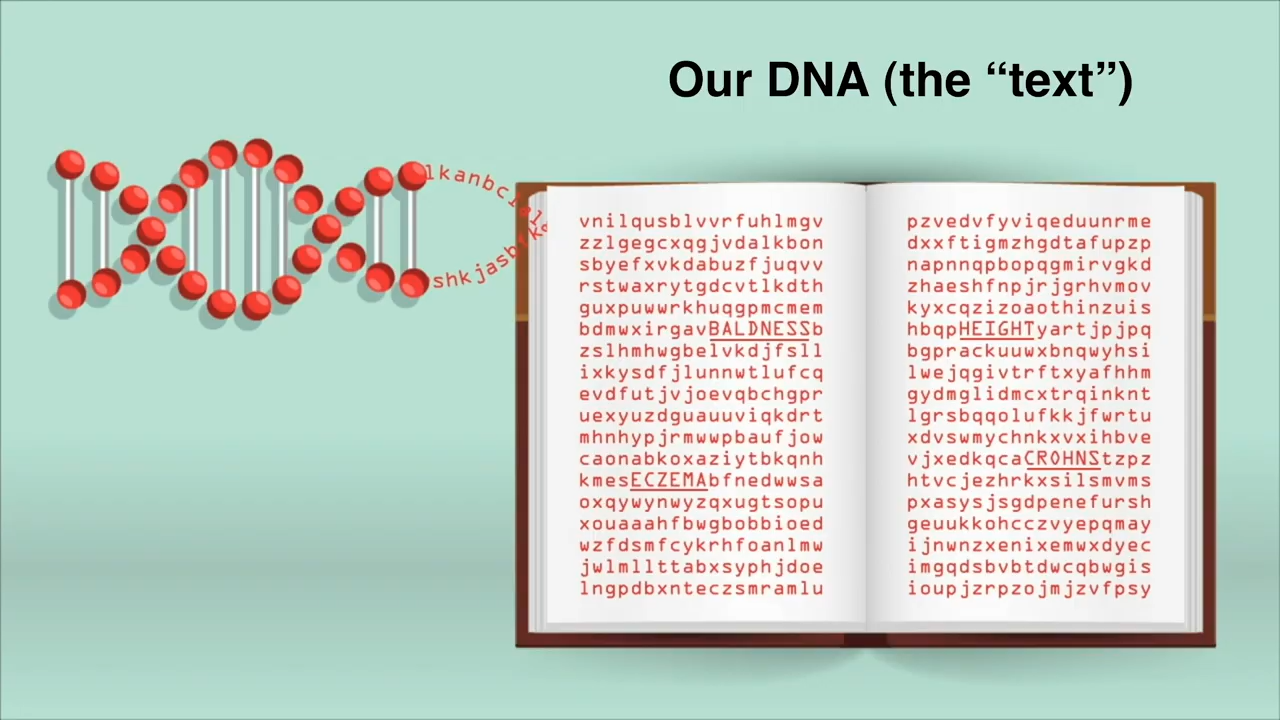 Our DNA (the “text”)
vnilqusblvvrfuhlmgv
zzlgegcxqgjvdalkbon
sbyefxvkdabuzfjuqvv
rstwaxrytgdcvtlkdth
guxpuwwrkhuqgpmcmem
bdmwxirgavBALDNESSb
zslhmhwgbelvkdjfsll
ixkysdfjlunnwtlufcq
evdfutjvjoevqbchgpr
uexyuzdguauuviqkdrt
mhnhypjrmwwpbaufjow
caonabkoxaziytbkqnh
kmesECZEMAbfnedwwsa
oxqywynwyzqxugtsopu
xouaaahfbwgbobbioed
wzfdsmfcykrhfoanlmw
jwlmllttabxsyphjdoe
lngpdbxnteczsmramlu
pzvedvfyviqeduunrme
dxxftigmzhgdtafupzp
napnnqpbopqgmirvgkd
zhaeshfnpjrjgrhvmov
kyxcqzizoaothinzuis
hbqpHEIGHTyartjpjpq
bgprackuuwxbnqwyhsi
lwejqgivtrftxyafhhm
gydmglidmcxtrqinknt
lgrsbqqolufkkjfwrtu
xdvswmychnkxvxihbve
vjxedkqcaCROHNStzpz
htvcjezhrkxsilsmvms
pxasysjsgdpenefursh
geuukkohcczvyepqmay
ijnwnzxenixemwxdyec
imgqdsbvbtdwcqbwgis
ioupjzrpzojmjzvfpsy